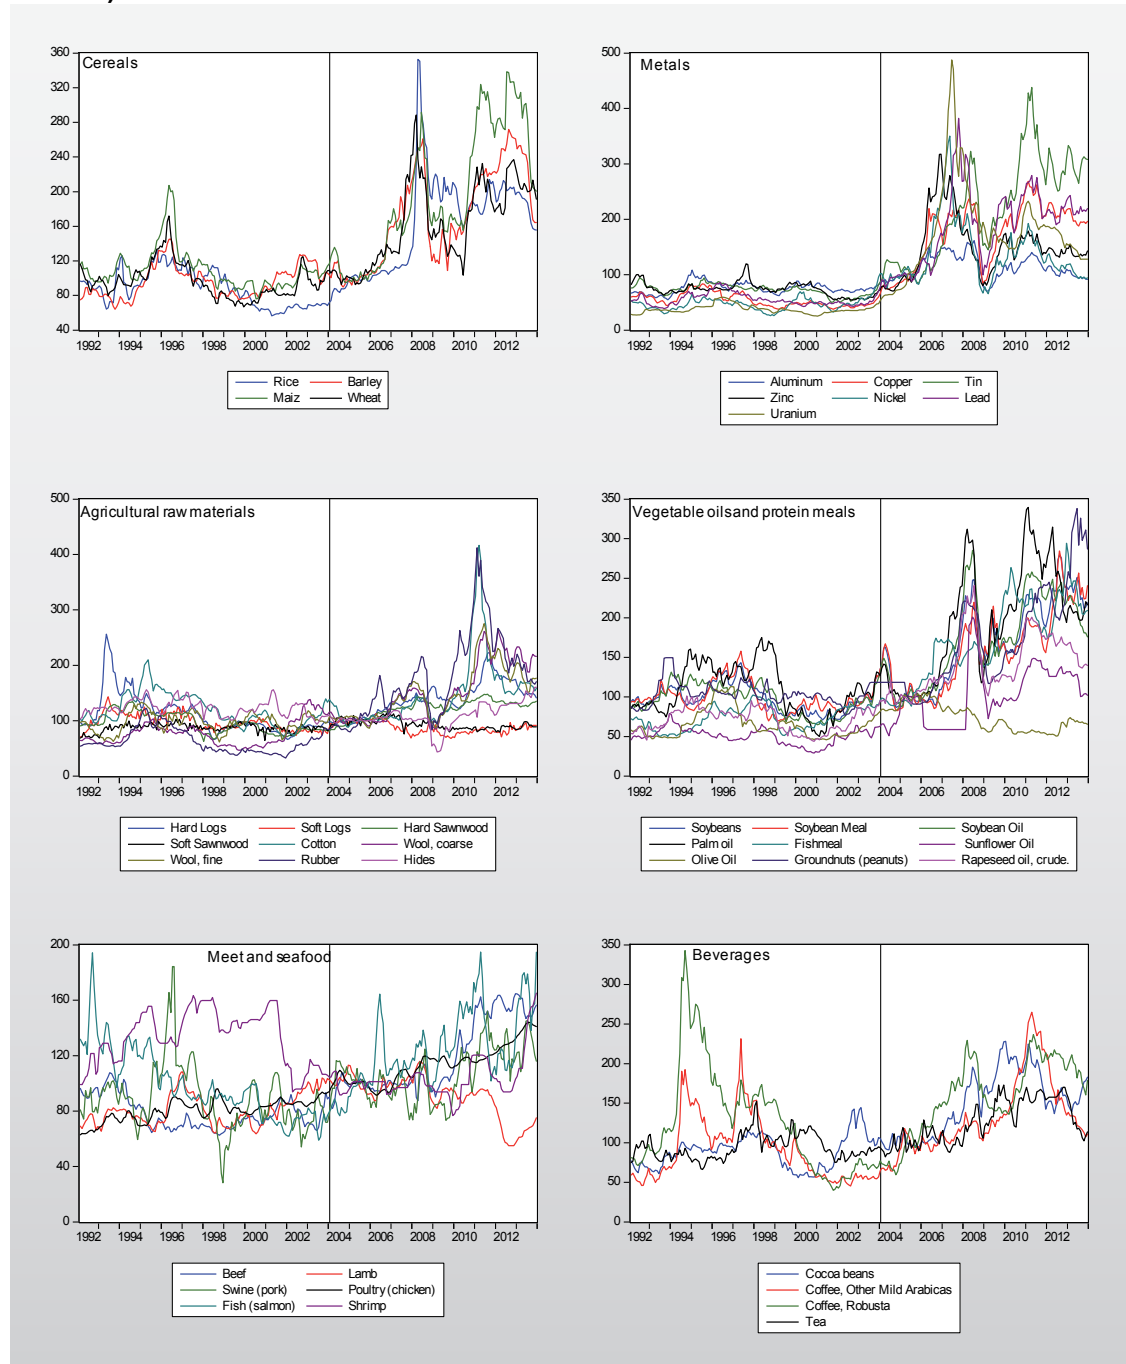 Cereals
360
320
280
240
200
160
120
80
40
1992 1994 1996 1998 2000 2002 2004 2006 2008 2010 2012
Rice Barley
Maiz Wheat
Metals
500
400
300
200
100
0
1992 1994 1996 1998 2000 2002 2004 2006 2008 2010 2012
Aluminum Copper Tin
Zinc Nickel Lead
Uranium
Agricultural raw materials
500
400
300
200
100
0
1992 1994 1996 1998 2000 2002 2004 2006 2008 2010 2012
Hard Logs Soft Logs Hard Sawnwood
Soft Sawnwood Cotton Wool, coarse
Wool, fine Rubber Hides
Vegetable oilsand protein meals
350
300
250
200
150
100
50
0
1992 1994 1996 1998 2000 2002 2004 2006 2008 2010 2012
Soybeans Soybean Meal Soybean Oil
Palm oil Fishmeal Sunflower Oil
Olive Oil Groundnuts (peanuts) Rapeseed oil, crude.
Meet and seafood
200
160
120
80
40
0
1992 1994 1996 1998 2000 2002 2004 2006 2008 2010 2012
Beef Lamb
Swine (pork) Poultry (chicken)
Fish (salmon) Shrimp
Beverages
350
300
250
200
150
100
50
0
1992 1994 1996 1998 2000 2002 2004 2006 2008 2010 2012
Cocoa beans
Coffee, Other Mild Arabicas
Coffee, Robusta
Tea